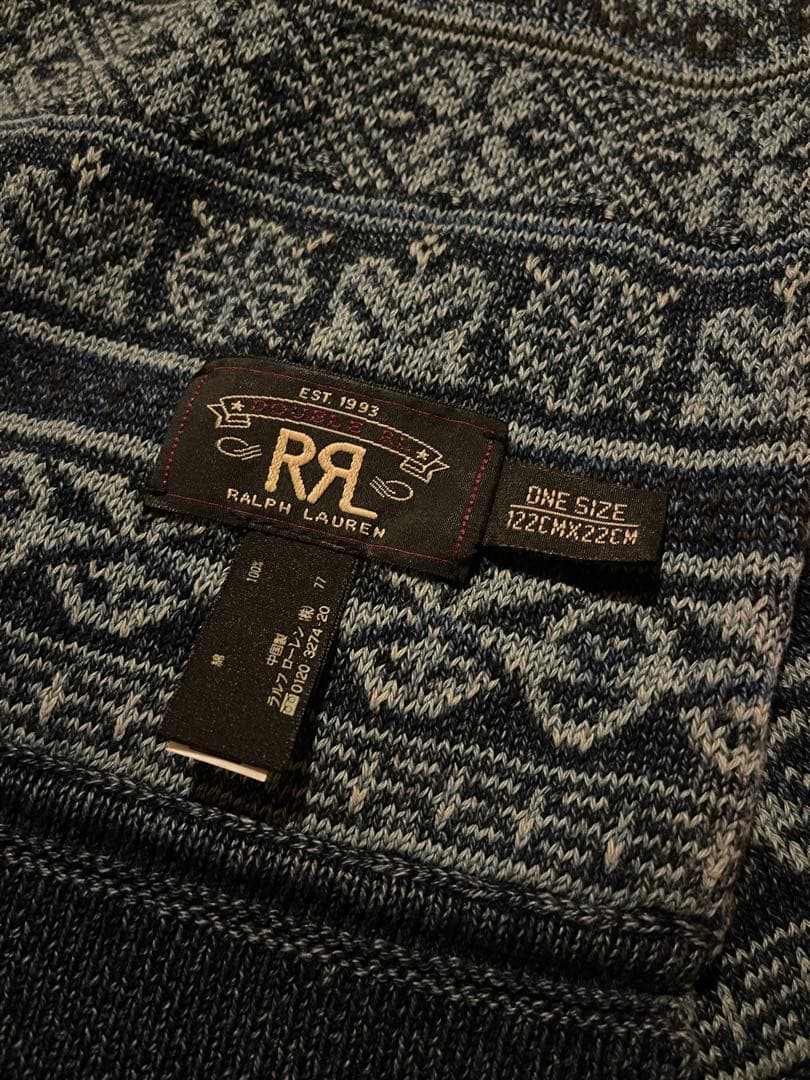 EST. 1993
DOUBLE RL
RRL
RALPH LAUREN
ONE SIZE
122CMX22CM
綿
100%
中国製
ラルフ ローレン (株) 77
0120-3274-20